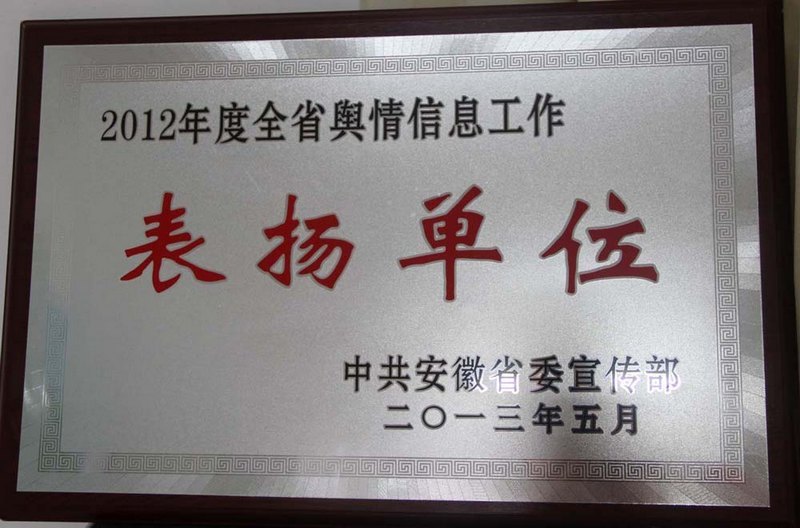 2012年度全省舆情信息工作
表扬单位
中共安徽省委宣传部
二〇一三年五月